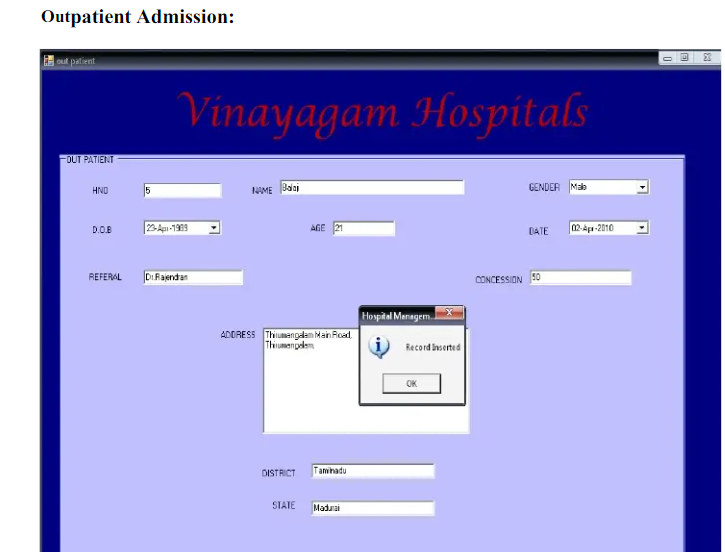 Outpatient Admission:
out patient
Vinayagam Hospitals
OUT PATIENT
HNO 5 NAME Balaji GENDER Male
D.O.B 23-Apr-1989 AGE 21 DATE 02-Apr-2010
REFERAL Dr.Rajendran CONCESSION 50
Hospital Managem...
ADDRESS Thirumangalam Main Road,
Thirumangalam.
Record Inserted
OK
DISTRICT Tamilnadu
STATE Madurai